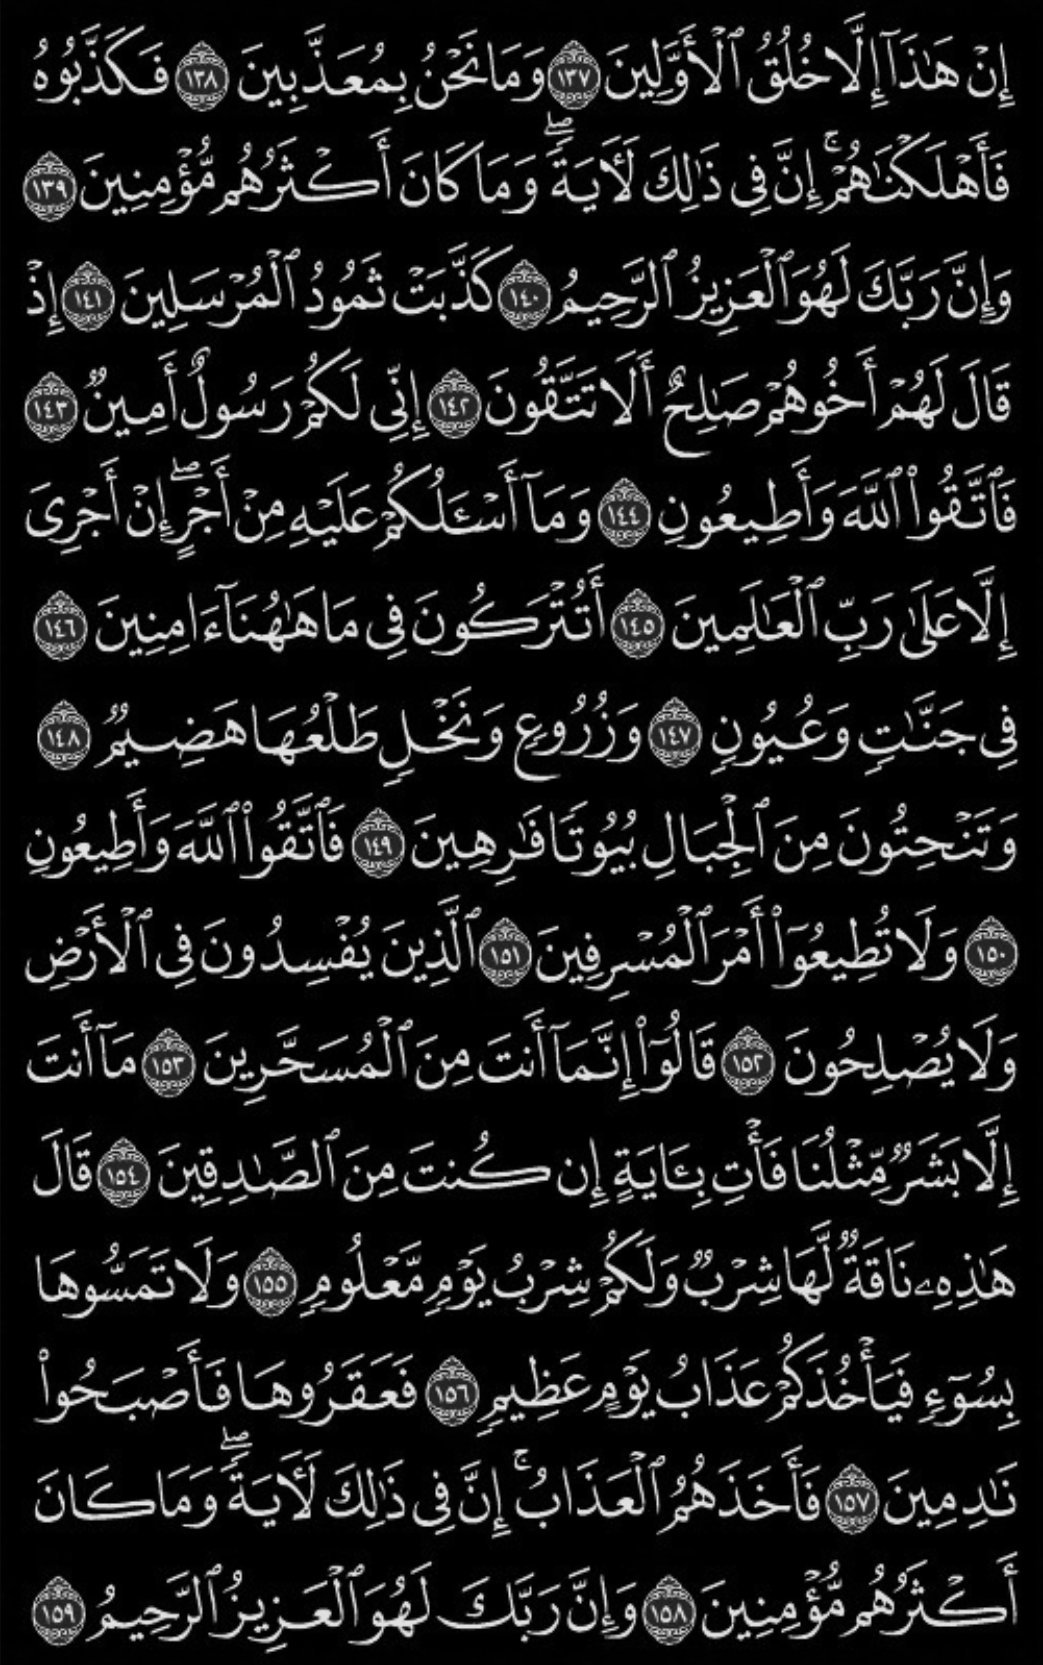 إِنْ هَٰذَآ إِلَّا خُلُقُ ٱلْأَوَّلِينَ ١٣٧ وَمَا نَحْنُ بِمُعَذَّبِينَ ١٣٨ فَكَذَّبُوهُ
فَأَهْلَكْنَٰهُمْ ۚ إِنَّ فِى ذَٰلِكَ لَـَٔايَةً ۖ وَمَا كَانَ أَكْثَرُهُم مُّؤْمِنِينَ ١٣٩
وَإِنَّ رَبَّكَ لَهُوَ ٱلْعَزِيزُ ٱلرَّحِيمُ ١٤٠ كَذَّبَتْ ثَمُودُ ٱلْمُرْسَلِينَ ١٤١ إِذْ
قَالَ لَهُمْ أَخُوهُمْ صَٰلِحٌ أَلَا تَتَّقُونَ ١٤٢ إِنِّى لَكُمْ رَسُولٌ أَمِينٌ ١٤٣
فَٱتَّقُوا۟ ٱللَّهَ وَأَطِيعُونِ ١٤٤ وَمَآ أَسْـَٔلُكُمْ عَلَيْهِ مِنْ أَجْرٍ ۖ إِنْ أَجْرِىَ
إِلَّا عَلَىٰ رَبِّ ٱلْعَٰلَمِينَ ١٤٥ أَتُتْرَكُونَ فِى مَا هَٰهُنَآ ءَامِنِينَ ١٤٦
فِى جَنَّٰتٍ وَعُيُونٍ ١٤٧ وَزُرُوعٍ وَنَخْلٍ طَلْعُهَا هَضِيمٌ ١٤٨
وَتَنْحِتُونَ مِنَ ٱلْجِبَالِ بُيُوتًا فَٰرِهِينَ ١٤٩ فَٱتَّقُوا۟ ٱللَّهَ وَأَطِيعُونِ
١٥٠ وَلَا تُطِيعُوٓا۟ أَمْرَ ٱلْمُسْرِفِينَ ١٥١ ٱلَّذِينَ يُفْسِدُونَ فِى ٱلْأَرْضِ
وَلَا يُصْلِحُونَ ١٥٢ قَالُوٓا۟ إِنَّمَآ أَنتَ مِنَ ٱلْمُسَحَّرِينَ ١٥٣ مَآ أَنتَ
إِلَّا بَشَرٌ مِّثْلُنَا فَأْتِ بِـَٔايَةٍ إِن كُنتَ مِنَ ٱلصَّٰدِقِينَ ١٥٤ قَالَ
هَٰذِهِۦ نَاقَةٌ لَّهَا شِرْبٌ وَلَكُمْ شِرْبُ يَوْمٍ مَّعْلُومٍ ١٥٥ وَلَا تَمَسُّوهَا
بِسُوٓءٍ فَيَأْخُذَكُمْ عَذَابُ يَوْمٍ عَظِيمٍ ١٥٦ فَعَقَرُوهَا فَأَصْبَحُوا۟
نَٰدِمِينَ ١٥٧ فَأَخَذَهُمُ ٱلْعَذَابُ ۚ إِنَّ فِى ذَٰلِكَ لَـَٔايَةً ۖ وَمَا كَانَ
أَكْثَرُهُم مُّؤْمِنِينَ ١٥٨ وَإِنَّ رَبَّكَ لَهُوَ ٱلْعَزِيزُ ٱلرَّحِيمُ ١٥٩